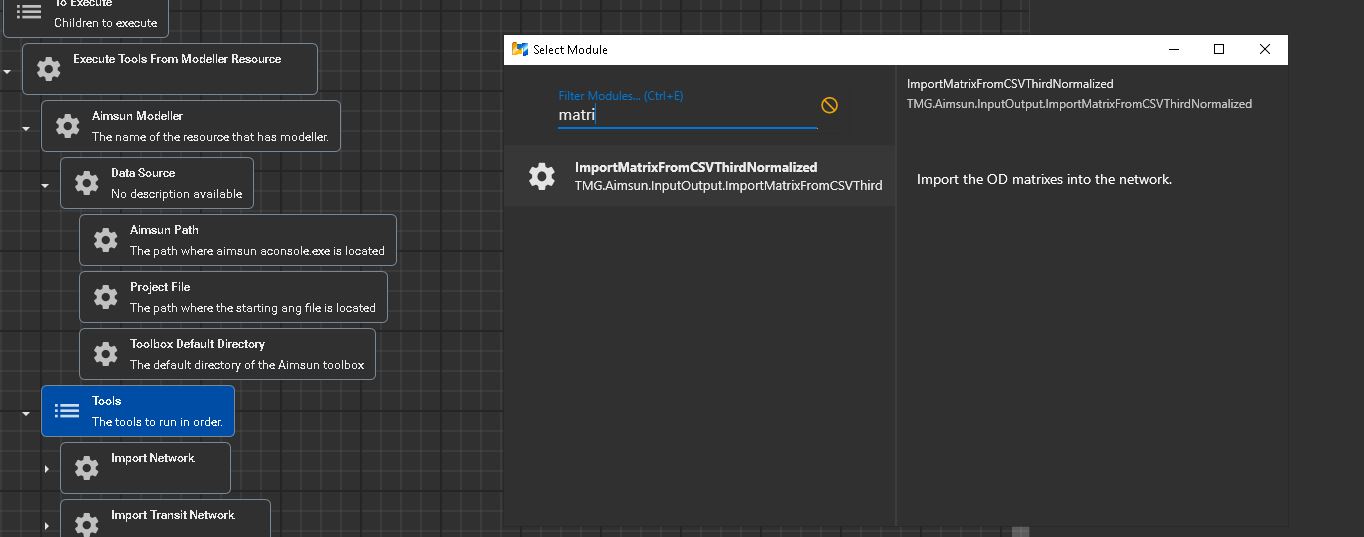 To Execute
Children to execute
Execute Tools From Modeller Resource
Aimsun Modeller
The name of the resource that has modeller.
Data Source
No description available
Aimsun Path
The path where aimsun aconsole.exe is located
Project File
The path where the starting ang file is located
Toolbox Default Directory
The default directory of the Aimsun toolbox
Tools
The tools to run in order.
Import Network
Import Transit Network
Select Module
Filter Modules... (Ctrl+E)
matri
ImportMatrixFromCSVThirdNormalized
TMG.Aimsun.InputOutput.ImportMatrixFromCSVThird
ImportMatrixFromCSVThirdNormalized
TMG.Aimsun.InputOutput.ImportMatrixFromCSVThirdNormalized
Import the OD matrixes into the network.